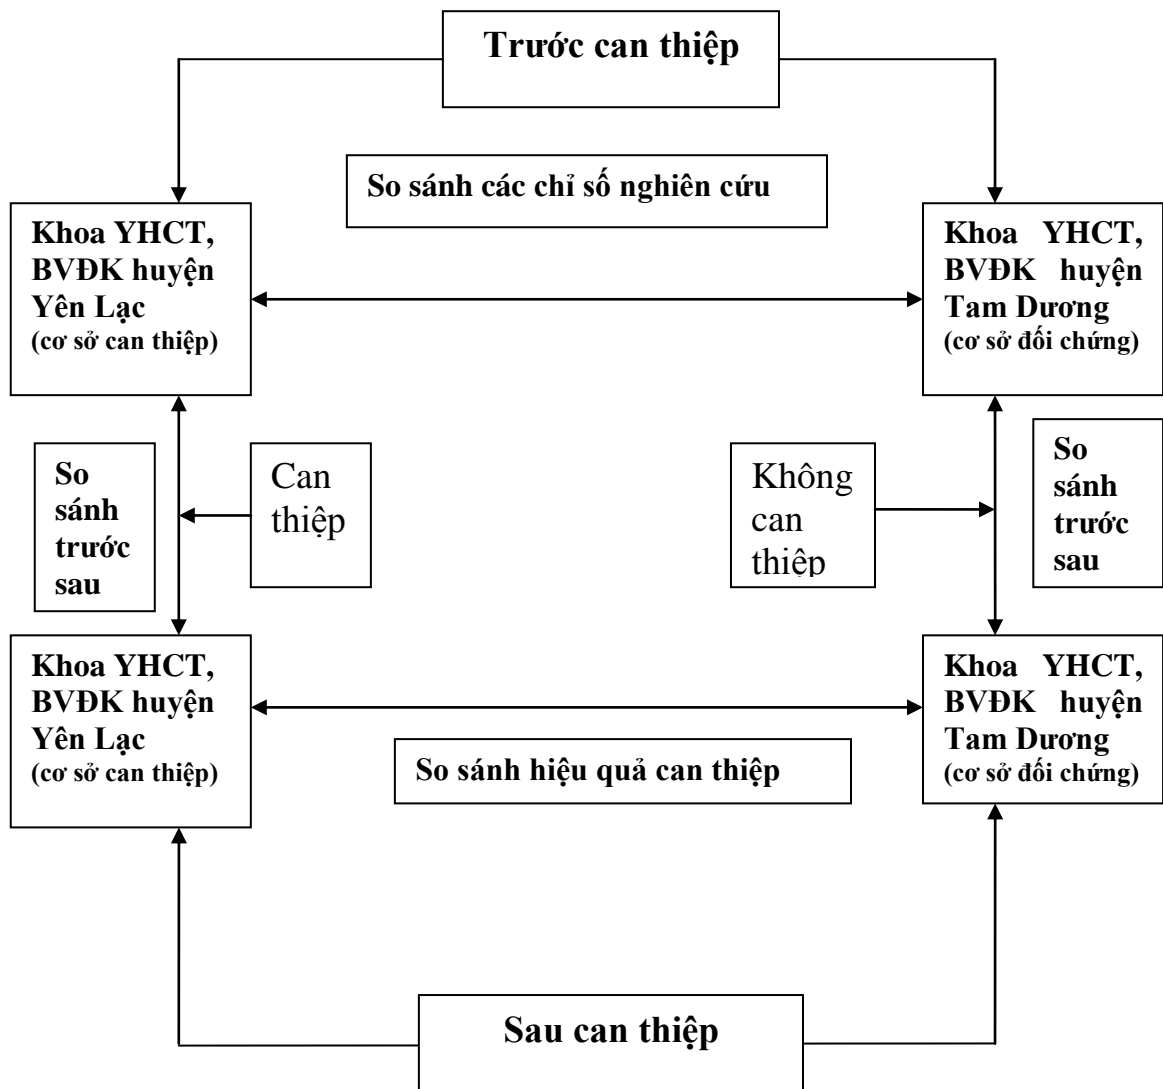 Trước can thiệp
So sánh các chỉ số nghiên cứu
Khoa YHCT,
BVĐK huyện
Yên Lạc
(cơ sở can thiệp)
Khoa YHCT,
BVĐK huyện
Tam Dương
(cơ sở đối chứng)
So
sánh
trước
sau
Can
thiệp
Không
can
thiệp
So
sánh
trước
sau
Khoa YHCT,
BVĐK huyện
Yên Lạc
(cơ sở can thiệp)
Khoa YHCT,
BVĐK huyện
Tam Dương
(cơ sở đối chứng)
So sánh hiệu quả can thiệp
Sau can thiệp